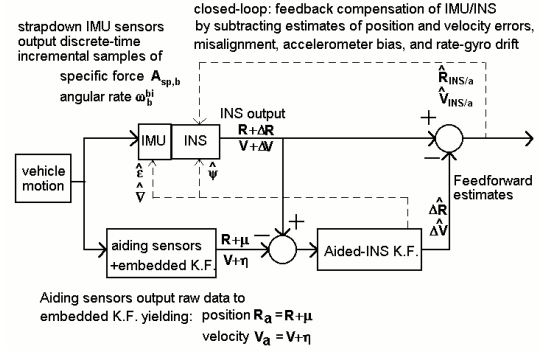 strapdown IMU sensors
output discrete-time
incremental samples of
specific force A_sp,b
angular rate ω_b^bi
closed-loop: feedback compensation of IMU/INS
by subtracting estimates of position and velocity errors,
misalignment, accelerometer bias, and rate-gyro drift
R̂_INS/a
V̂_INS/a
INS output
R+ΔR
V+ΔV
IMU
INS
+
−
vehicle
motion
ε̂
∇̂
ψ̂
Feedforward
estimates
ΔR̂
ΔV̂
aiding sensors
+embedded K.F.
R+μ
V+η
−
+
Aided-INS K.F.
Aiding sensors output raw data to
embedded K.F. yielding: position R_a=R+μ
velocity V_a=V+η